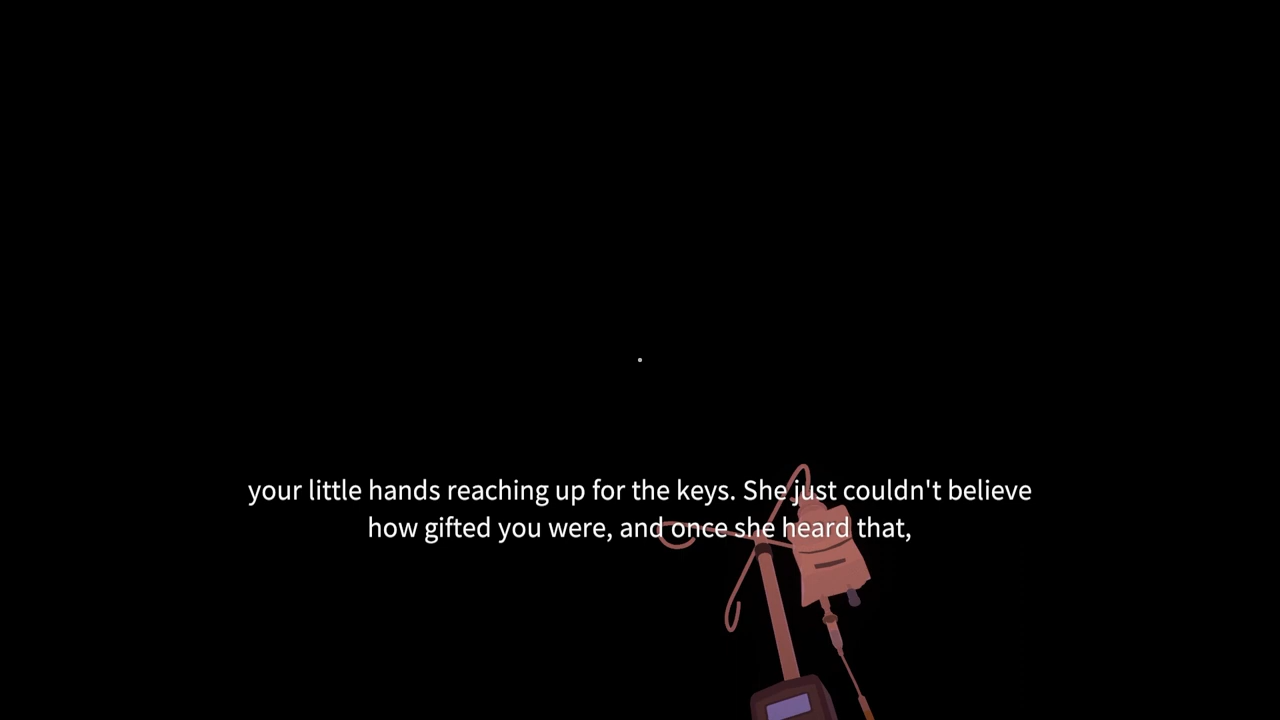 your little hands reaching up for the keys. She just couldn't believe
how gifted you were, and once she heard that,